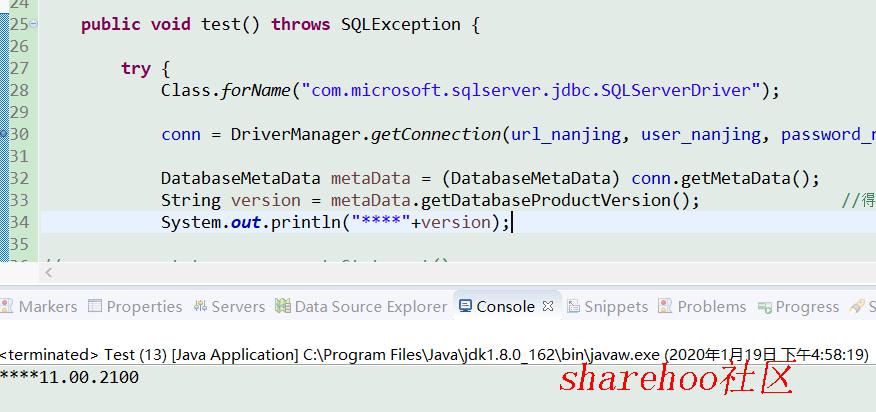 24
25 public void test() throws SQLException {
26
27 try {
28 Class.forName("com.microsoft.sqlserver.jdbc.SQLServerDriver");
29
30 conn = DriverManager.getConnection(url_nanjing, user_nanjing, password_n
31
32 DatabaseMetaData metaData = (DatabaseMetaData) conn.getMetaData();
33 String version = metaData.getDatabaseProductVersion(); //得
34 System.out.println("****"+version);
35
Markers Properties Servers Data Source Explorer Console Snippets Problems Progress S
<terminated> Test (13) [Java Application] C:\Program Files\Java\jdk1.8.0_162\bin\javaw.exe (2020年1月19日 下午4:58:19)
****11.00.2100
sharehoo社区